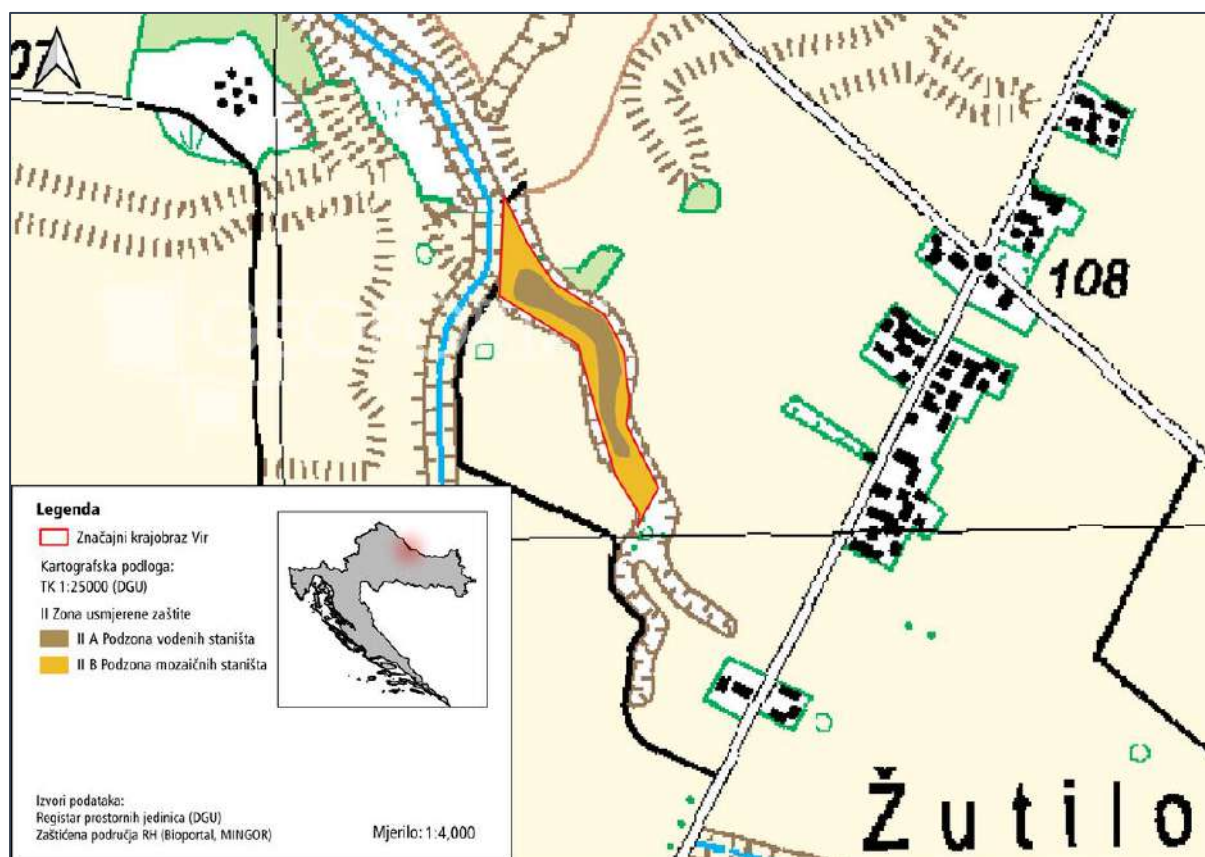 07
108
Žutilo
Legenda
Značajni krajobraz Vir
Kartografska podloga:
TK 1:25000 (DGU)
II Zona usmjerene zaštite
II A Podzona vodenih staništa
II B Podzona mozaičnih staništa
Izvori podataka:
Registar prostornih jedinica (DGU)
Zaštićena područja RH (Bioportal, MINGOR)
Mjerilo: 1:4,000